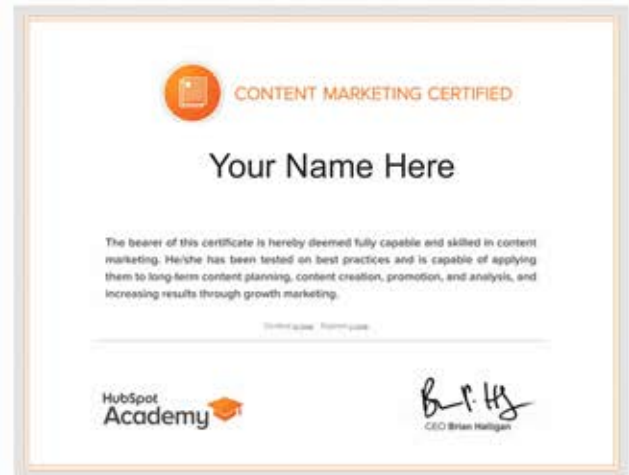 CONTENT MARKETING CERTIFIED
Your Name Here
The bearer of this certificate is hereby deemed fully capable and skilled in content
marketing. He/she has been tested on best practices and is capable of applying
them to long-term content planning, content creation, promotion, and analysis, and
increasing results through growth marketing.
HubSpot
Academy
CEO Brian Halligan